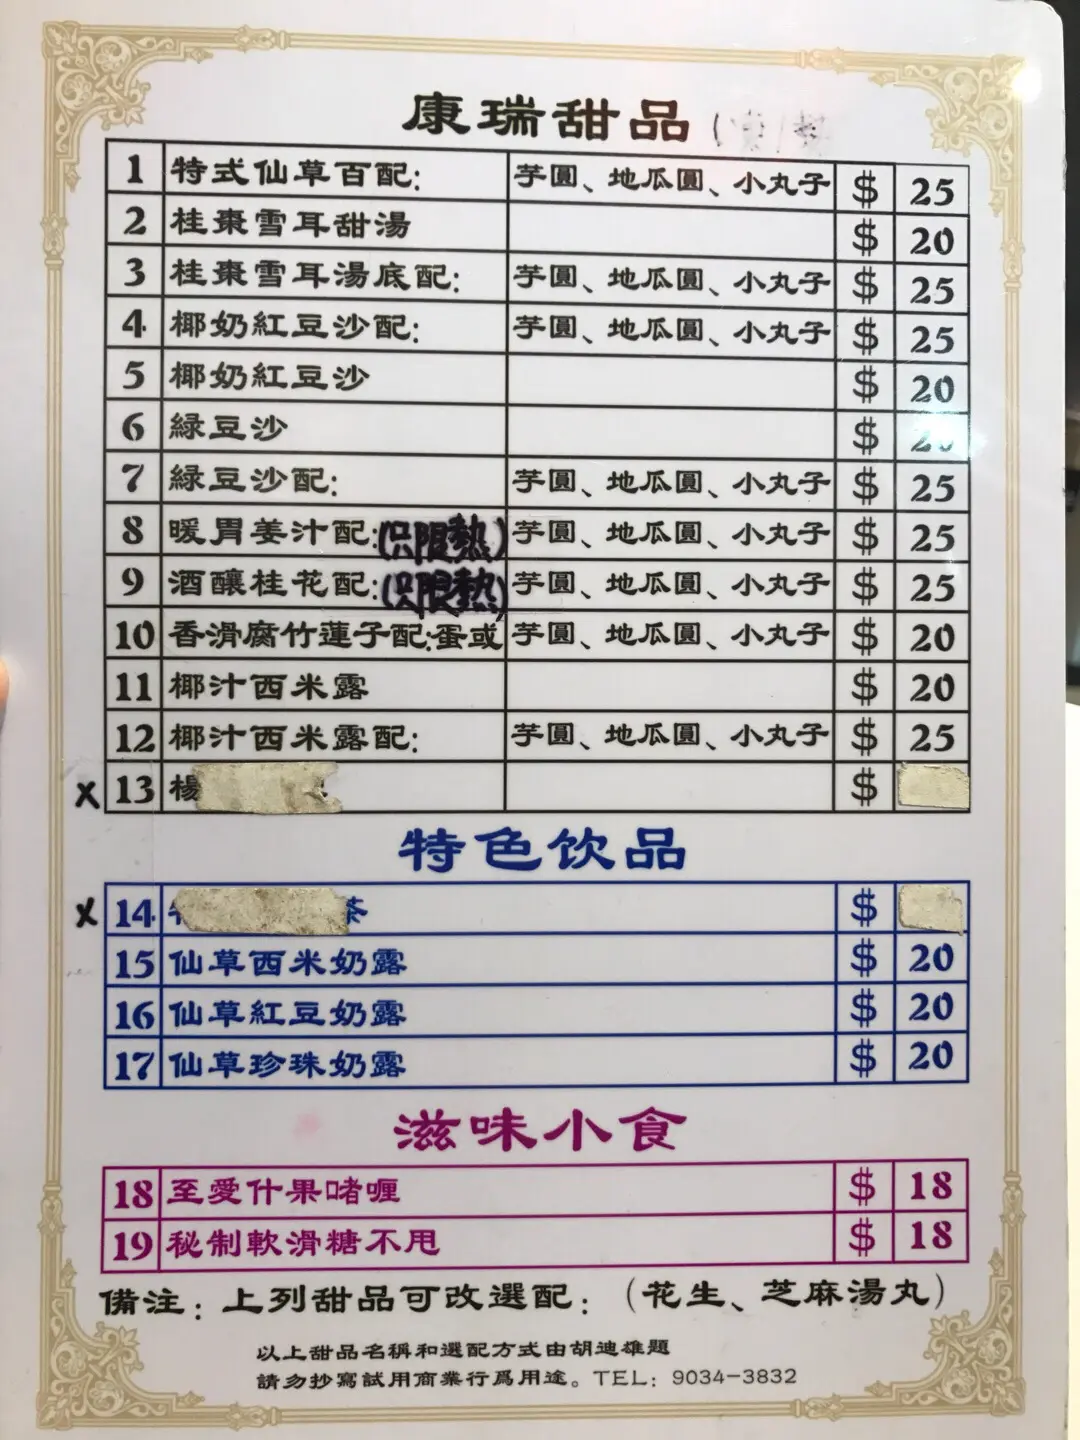 康瑞甜品
1 特式仙草百配: 芋圓、地瓜圓、小丸子 $ 25
2 桂棗雪耳甜湯 $ 20
3 桂棗雪耳湯底配: 芋圓、地瓜圓、小丸子 $ 25
4 椰奶紅豆沙配: 芋圓、地瓜圓、小丸子 $ 25
5 椰奶紅豆沙 $ 20
6 緑豆沙 $ 20
7 緑豆沙配: 芋圓、地瓜圓、小丸子 $ 25
8 暖胃姜汁配:(只限熱) 芋圓、地瓜圓、小丸子 $ 25
9 酒釀桂花配:(只限熱) 芋圓、地瓜圓、小丸子 $ 25
10 香滑腐竹蓮子配:蛋或 芋圓、地瓜圓、小丸子 $ 20
11 椰汁西米露 $ 20
12 椰汁西米露配: 芋圓、地瓜圓、小丸子 $ 25
x 13 楊 $
特色饮品
x 14 茶 $
15 仙草西米奶露 $ 20
16 仙草紅豆奶露 $ 20
17 仙草珍珠奶露 $ 20
滋味小食
18 至愛什果啫喱 $ 18
19 秘制軟滑糖不甩 $ 18
備注:上列甜品可改選配:(花生、芝麻湯丸)
以上甜品名稱和選配方式由胡迪雄題
請勿抄寫試用商業行爲用途。TEL:9034-3832